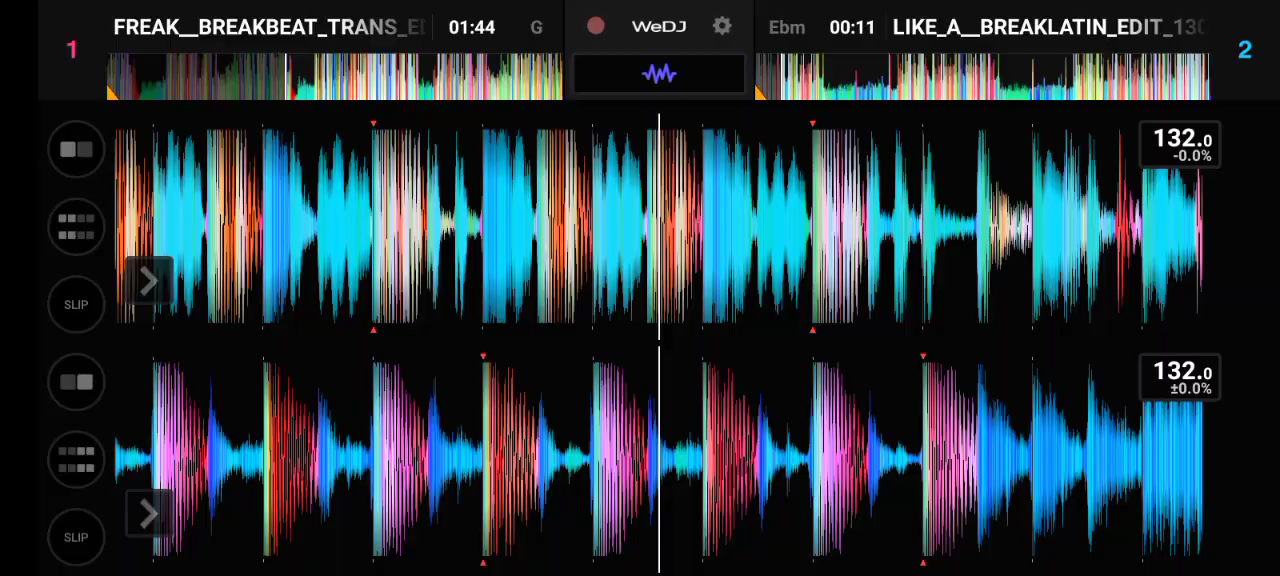 1
FREAK__BREAKBEAT_TRANS_E
01:44
G
WeDJ
Ebm
00:11
LIKE_A__BREAKLATIN_EDIT_130
2
132.0
-0.0%
SLIP
132.0
±0.0%
SLIP